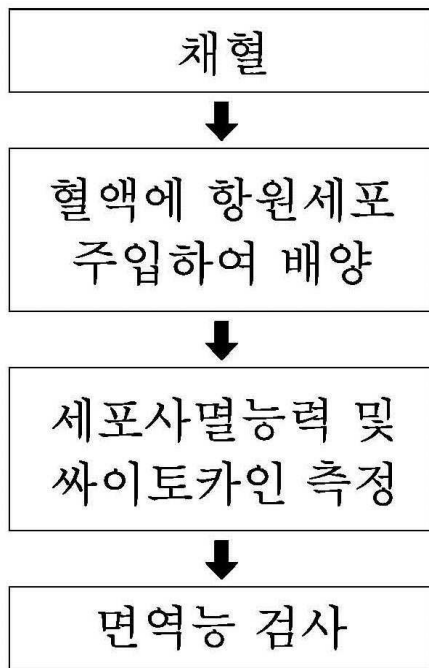 채혈
혈액에 항원세포
주입하여 배양
세포사멸능력 및
싸이토카인 측정
면역능 검사